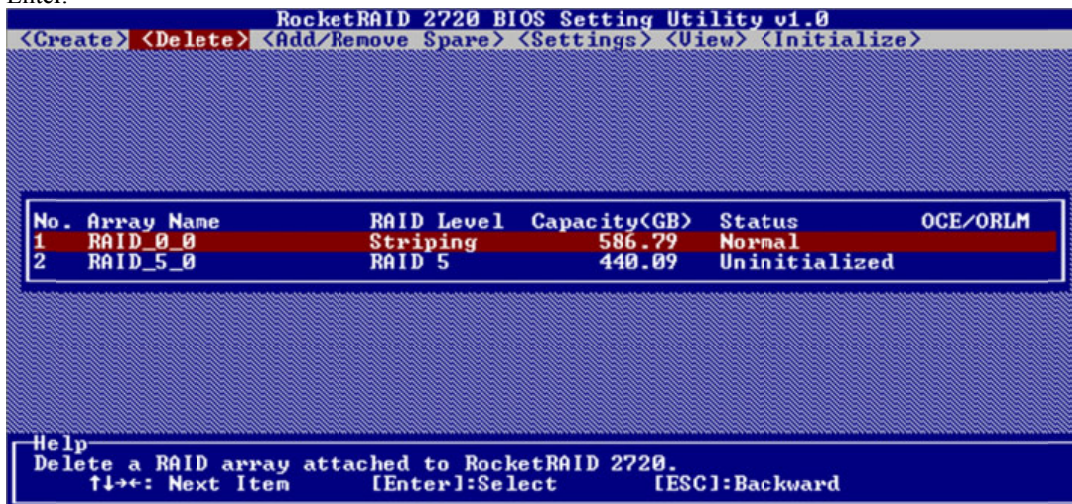 Enter.
RocketRAID 2720 BIOS Setting Utility v1.0
<Create> <Delete> <Add/Remove Spare> <Settings> <View> <Initialize>
No. Array Name RAID Level Capacity(GB) Status OCE/ORLM
1 RAID_0_0 Striping 586.79 Normal
2 RAID_5_0 RAID 5 440.09 Uninitialized
Help
Delete a RAID array attached to RocketRAID 2720.
↑↓→←: Next Item [Enter]:Select [ESC]:Backward